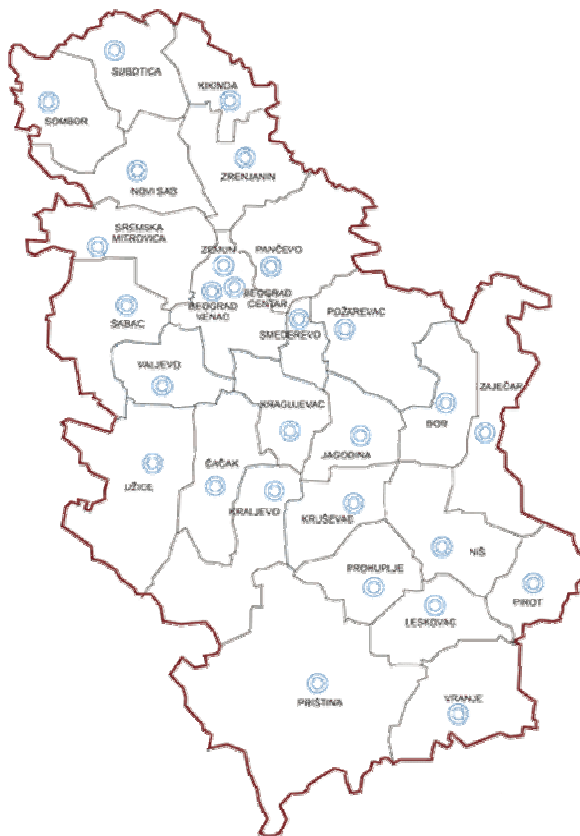 SUBOTICA
KIKINDA
SOMBOR
NOVI SAD
ZRENJANIN
SREMSKA
MITROVICA
ZEMUN
PANČEVO
BEOGRAD
VENAC
BEOGRAD
CENTAR
ŠABAC
SMEDEREVO
POŽAREVAC
VALJEVO
ZAJEČAR
KRAGUJEVAC
BOR
JAGODINA
UŽICE
ČAČAK
KRALJEVO
KRUŠEVAC
NIŠ
PROKUPLJE
PIROT
LESKOVAC
PRIŠTINA
VRANJE